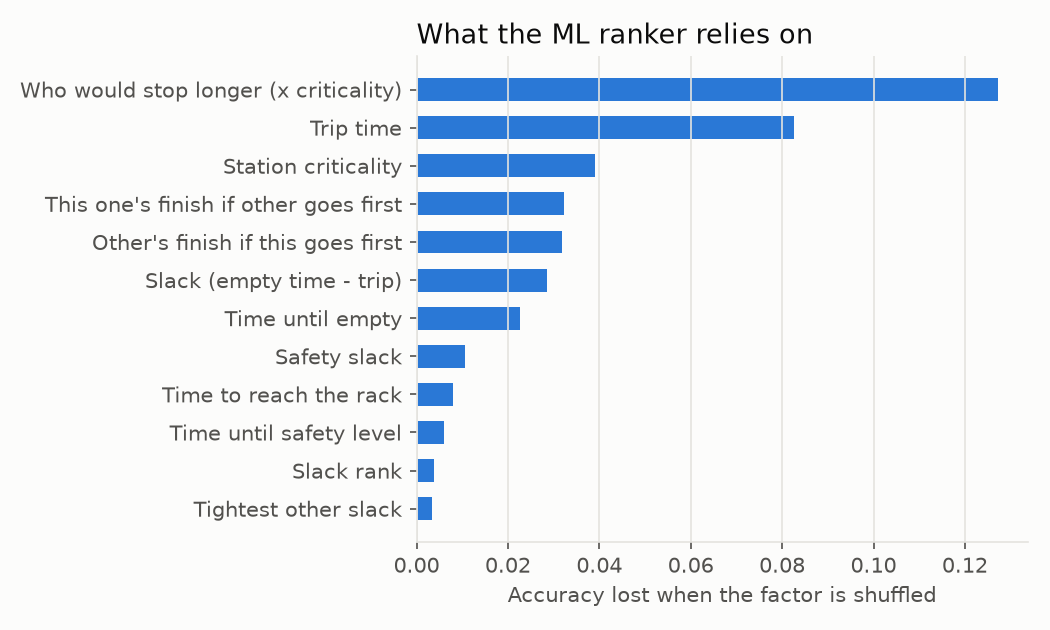 What the ML ranker relies on
Who would stop longer (x criticality)
Trip time
Station criticality
This one's finish if other goes first
Other's finish if this goes first
Slack (empty time - trip)
Time until empty
Safety slack
Time to reach the rack
Time until safety level
Slack rank
Tightest other slack
0.00 0.02 0.04 0.06 0.08 0.10 0.12
Accuracy lost when the factor is shuffled